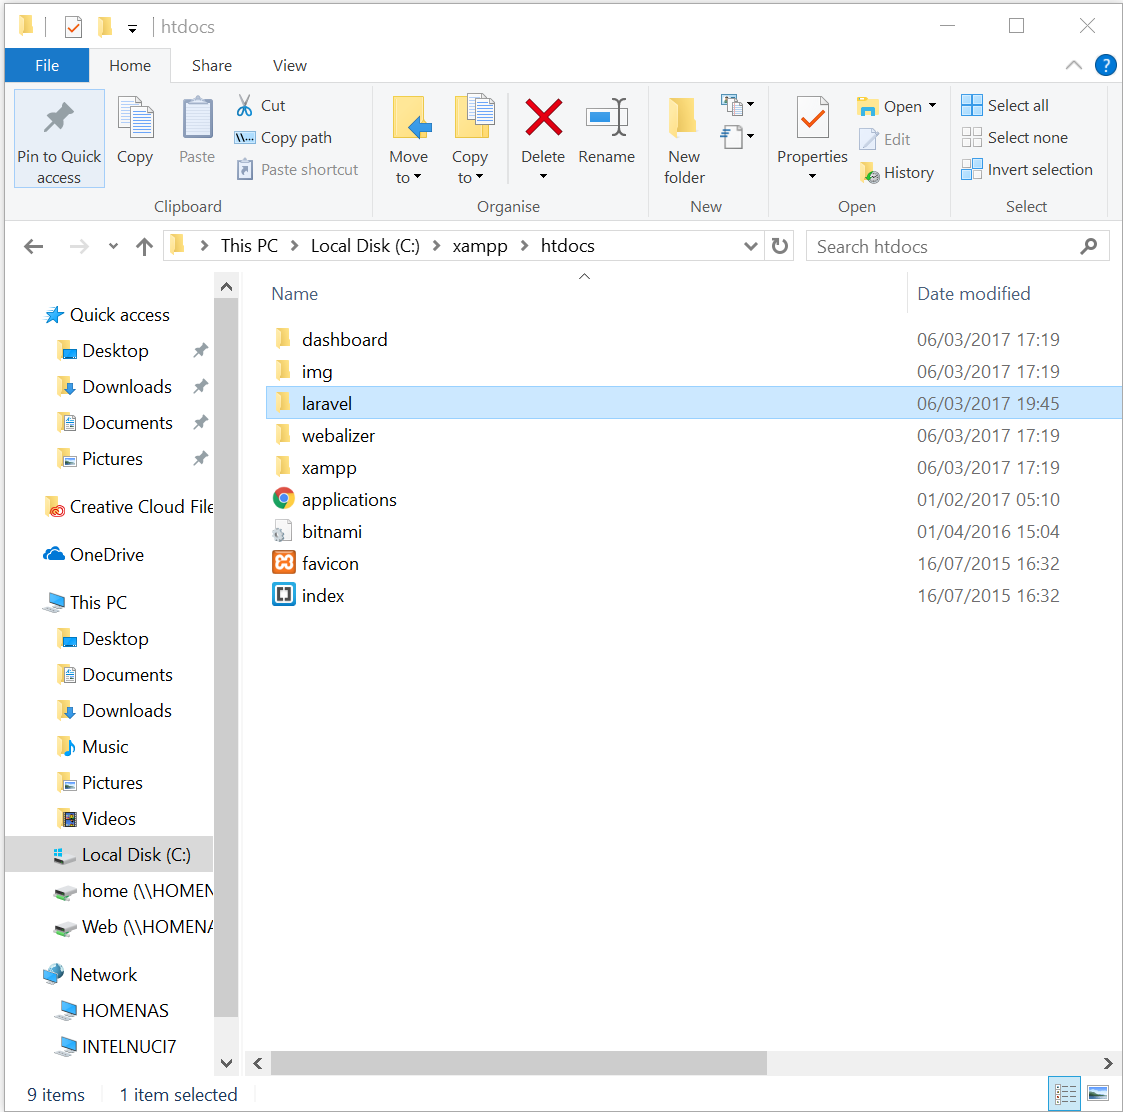 htdocs
File Home Share View
?
Pin to Quick access
Copy
Paste
Cut
Copy path
Paste shortcut
Clipboard
Move to
Copy to
Delete
Rename
Organise
New folder
New
Properties
Open
Edit
History
Open
Select all
Select none
Invert selection
Select
This PC > Local Disk (C:) > xampp > htdocs
Search htdocs
Quick access
Desktop
Downloads
Documents
Pictures
Creative Cloud File
OneDrive
This PC
Desktop
Documents
Downloads
Music
Pictures
Videos
Local Disk (C:)
home (\\HOMEN
Web (\\HOMENA
Network
HOMENAS
INTELNUCI7
Name Date modified
dashboard 06/03/2017 17:19
img 06/03/2017 17:19
laravel 06/03/2017 19:45
webalizer 06/03/2017 17:19
xampp 06/03/2017 17:19
applications 01/02/2017 05:10
bitnami 01/04/2016 15:04
favicon 16/07/2015 16:32
index 16/07/2015 16:32
9 items 1 item selected